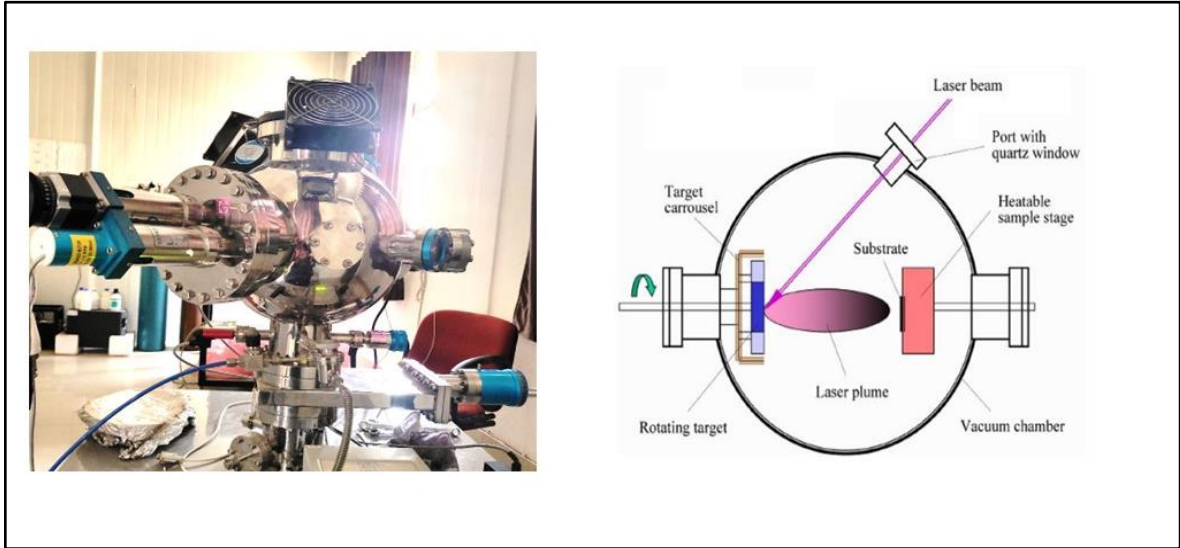 Laser beam
Port with
quartz window
Target
carrousel
Heatable
sample stage
Substrate
Laser plume
Rotating target
Vacuum chamber